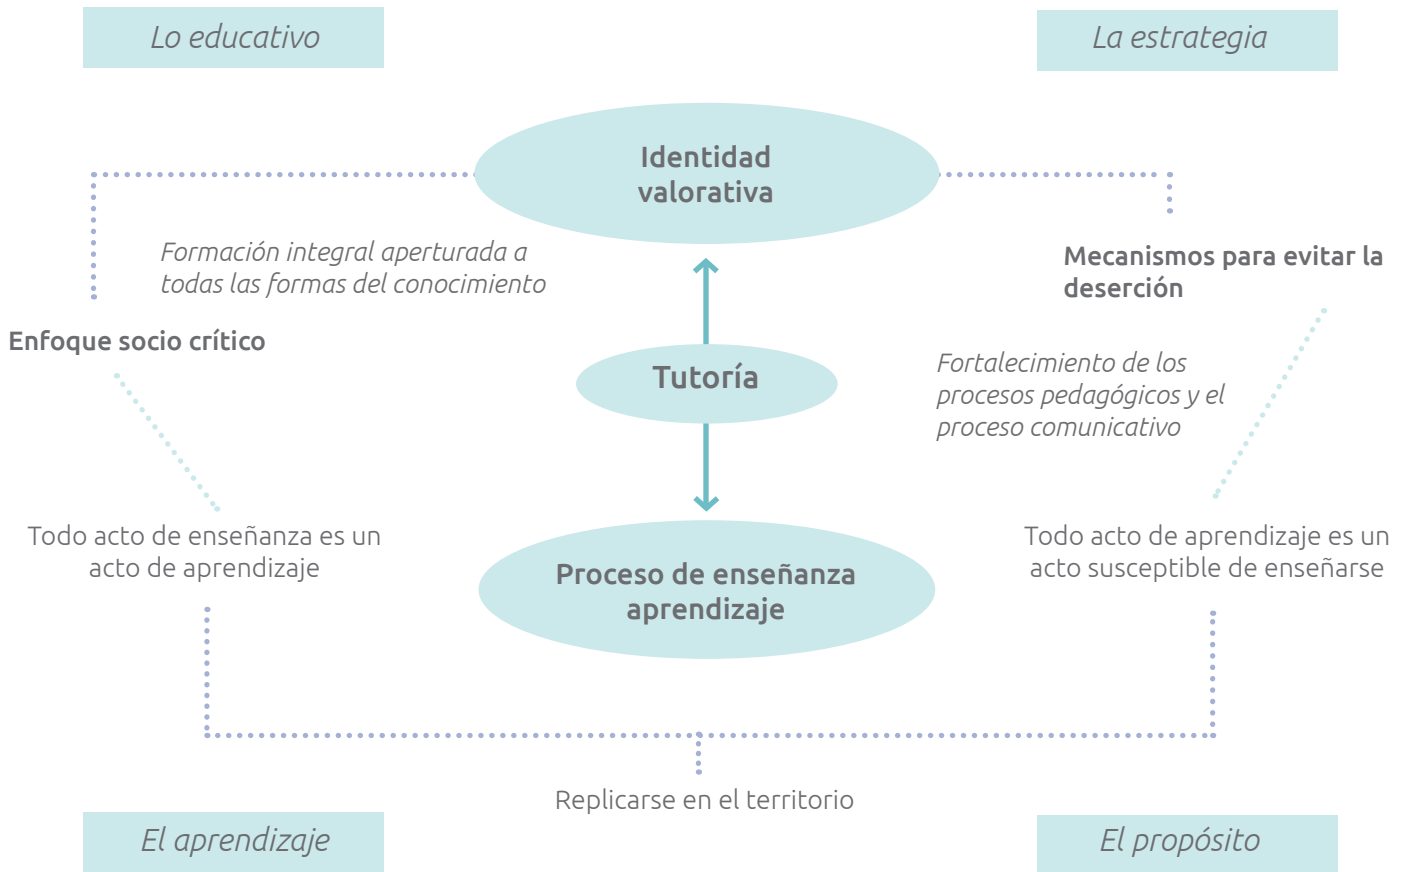 Lo educativo
La estrategia
Identidad
valorativa
Formación integral aperturada a
todas las formas del conocimiento
Mecanismos para evitar la
deserción
Enfoque socio crítico
Tutoría
Fortalecimiento de los
procesos pedagógicos y el
proceso comunicativo
Todo acto de enseñanza es un
acto de aprendizaje
Proceso de enseñanza
aprendizaje
Todo acto de aprendizaje es un
acto susceptible de enseñarse
Replicarse en el territorio
El aprendizaje
El propósito